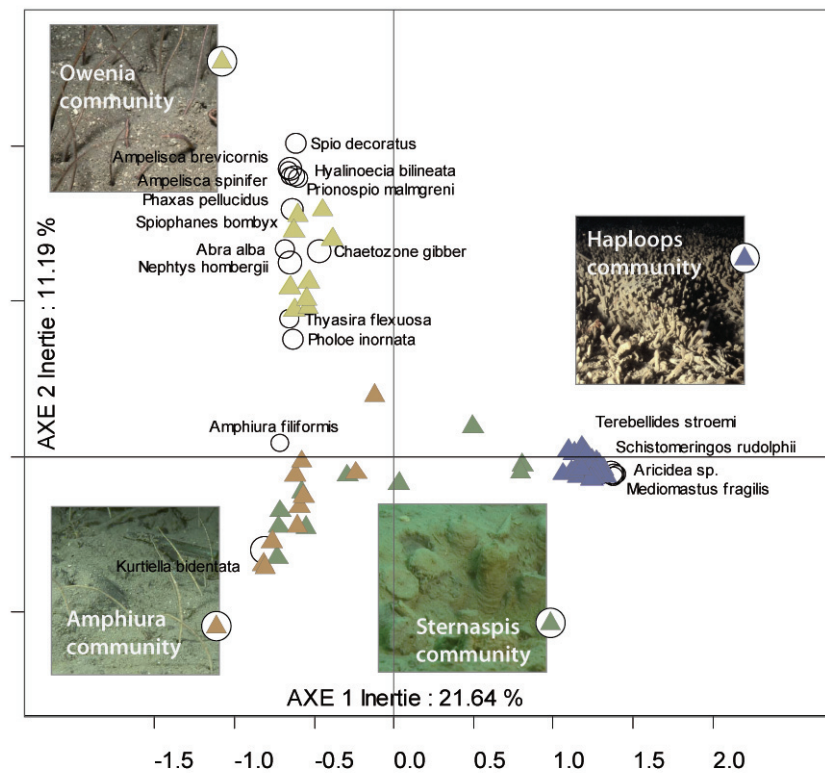 Owenia
community
Spio decoratus
Ampelisca brevicornis
Hyalinoecia bilineata
Ampelisca spinifer
Prionospio malmgreni
Phaxas pellucidus
Spiophanes bombyx
Abra alba
Chaetozone gibber
Nephtys hombergii
Haploops
community
Thyasira flexuosa
Pholoe inornata
AXE 2 Inertie : 11.19 %
Amphiura filiformis
Terebellides stroemi
Schistomeringos rudolphii
Aricidea sp.
Mediomastus fragilis
Kurtiella bidentata
Amphiura
community
Sternaspis
community
AXE 1 Inertie : 21.64 %
-1.5 -1.0 -0.5 0.0 0.5 1.0 1.5 2.0